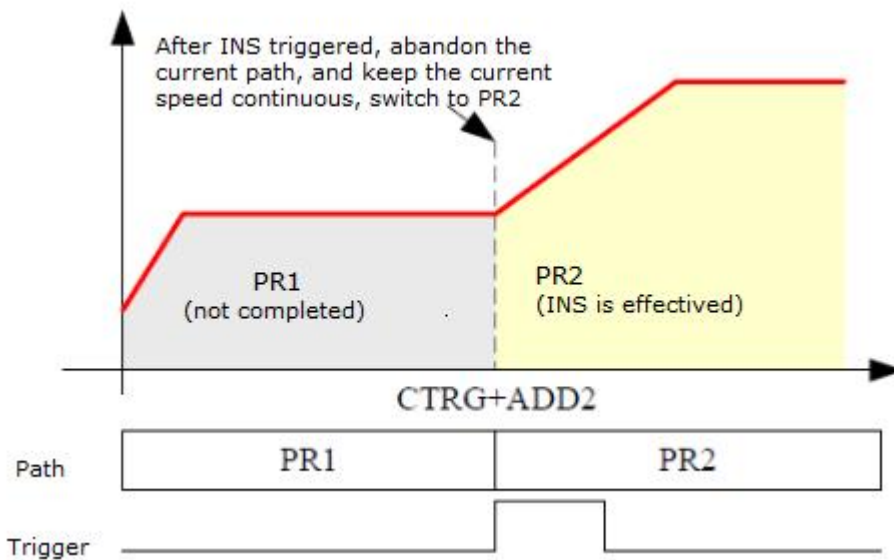 After INS triggered, abandon the
current path, and keep the current
speed continuous, switch to PR2
PR1
(not completed)
PR2
(INS is effectived)
CTRG+ADD2
Path
PR1
PR2
Trigger